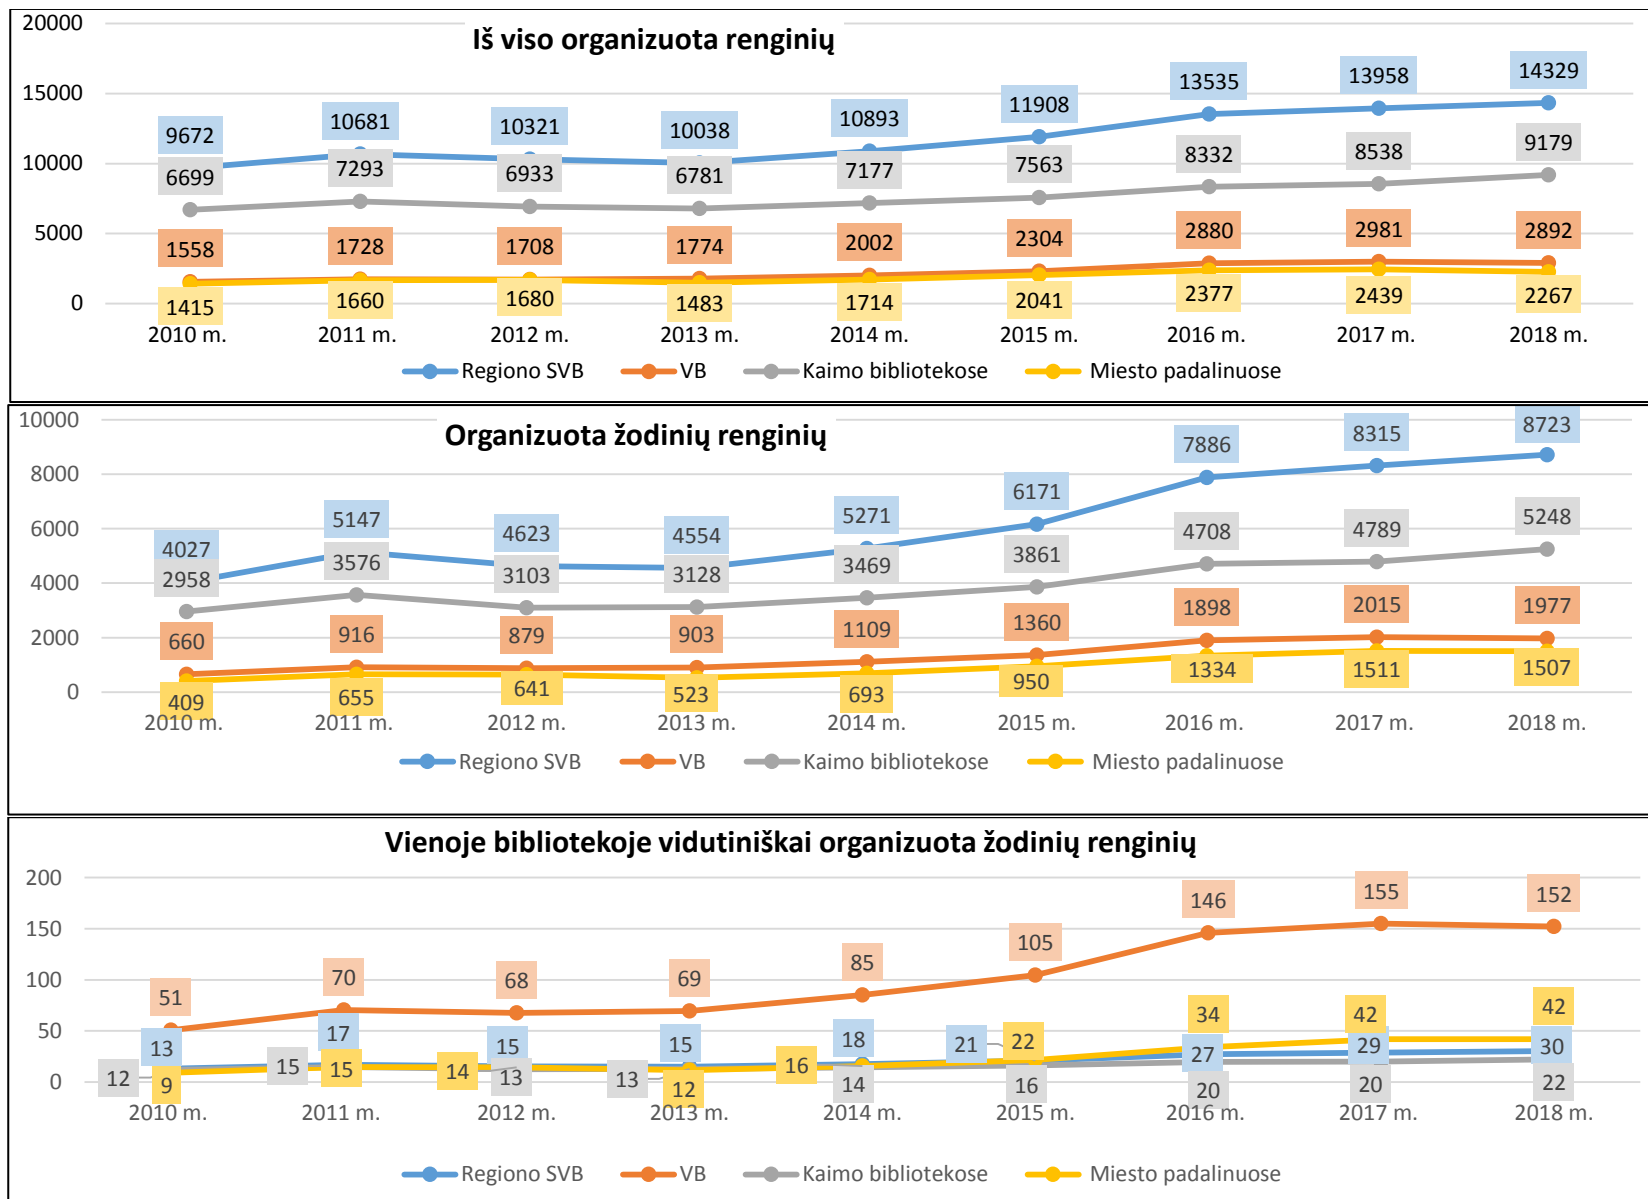 Iš viso organizuota renginių
20000
15000
10000
5000
0
9672 10681 10321 10038 10893 11908 13535 13958 14329
6699 7293 6933 6781 7177 7563 8332 8538 9179
1558 1728 1708 1774 2002 2304 2880 2981 2892
1415 1660 1680 1483 1714 2041 2377 2439 2267
2010 m. 2011 m. 2012 m. 2013 m. 2014 m. 2015 m. 2016 m. 2017 m. 2018 m.
Regiono SVB VB Kaimo bibliotekose Miesto padalinuose
Organizuota žodinių renginių
10000
8000
6000
4000
2000
0
4027 5147 4623 4554 5271 6171 7886 8315 8723
2958 3576 3103 3128 3469 3861 4708 4789 5248
660 916 879 903 1109 1360 1898 2015 1977
409 655 641 523 693 950 1334 1511 1507
2010 m. 2011 m. 2012 m. 2013 m. 2014 m. 2015 m. 2016 m. 2017 m. 2018 m.
Regiono SVB VB Kaimo bibliotekose Miesto padalinuose
Vienoje bibliotekoje vidutiniškai organizuota žodinių renginių
200
150
100
50
0
51 70 68 69 85 105 146 155 152
13 17 15 15 18 21 27 29 30
12 15 13 13 14 16 20 20 22
9 15 14 12 16 22 34 42 42
2010 m. 2011 m. 2012 m. 2013 m. 2014 m. 2015 m. 2016 m. 2017 m. 2018 m.
Regiono SVB VB Kaimo bibliotekose Miesto padalinuose